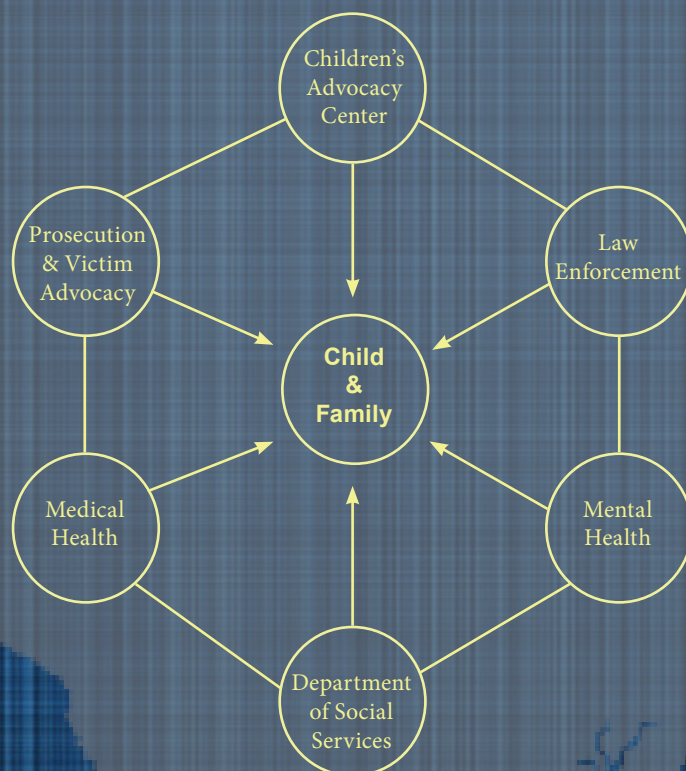 Children’s
Advocacy
Center
Prosecution
& Victim
Advocacy
Law
Enforcement
Child
&
Family
Medical
Health
Mental
Health
Department
of Social
Services